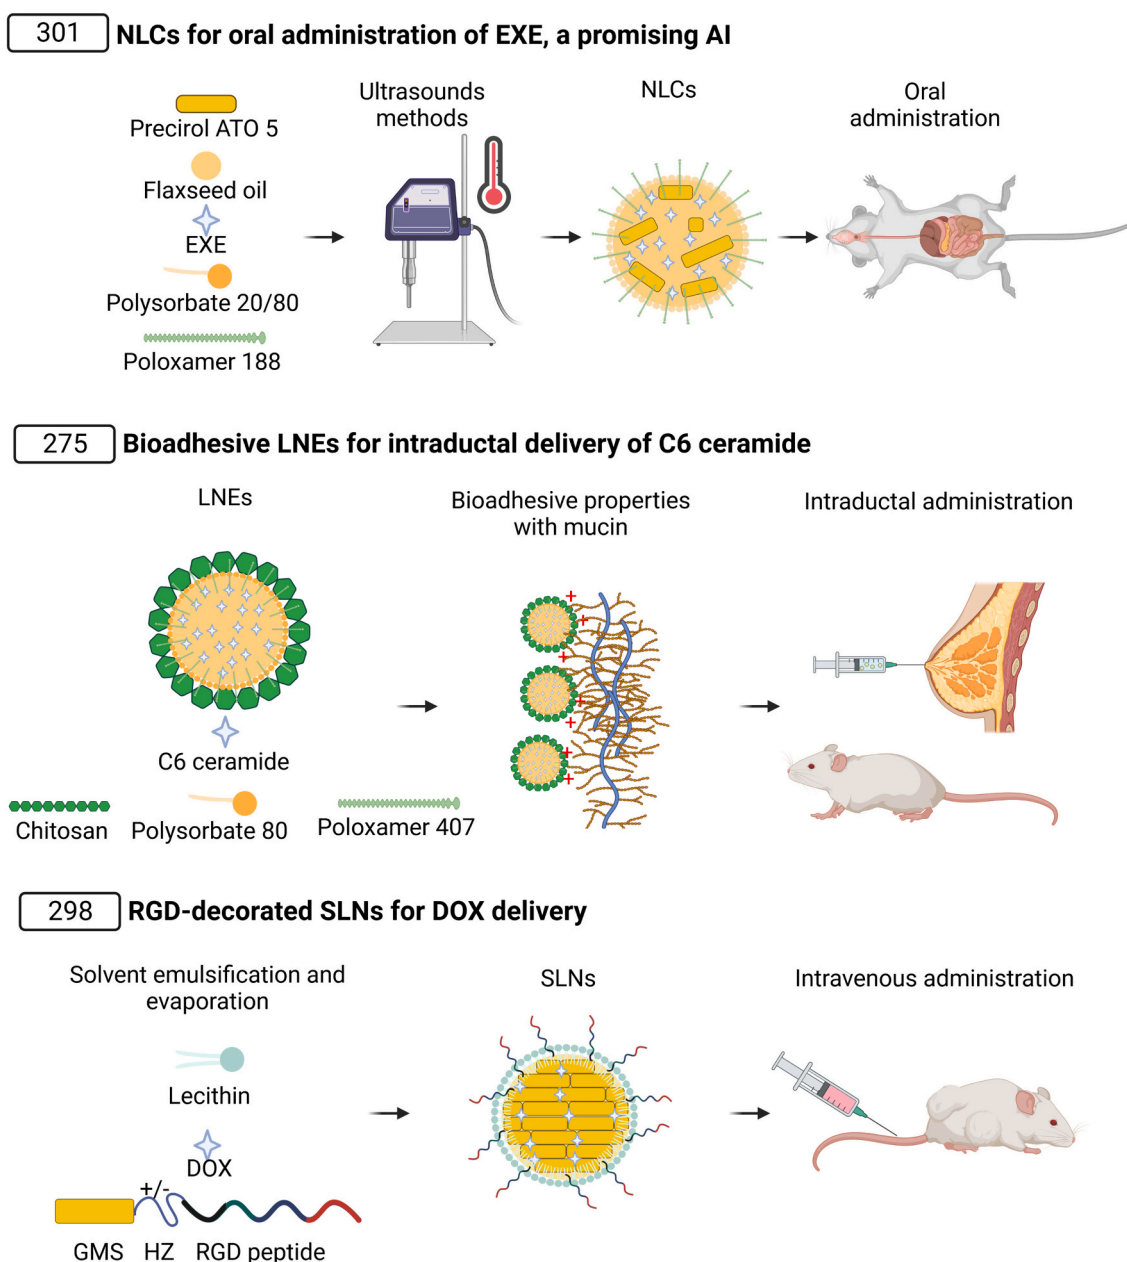 301 NLCs for oral administration of EXE, a promising AI
Precirol ATO 5
Flaxseed oil
EXE
Polysorbate 20/80
Poloxamer 188
Ultrasounds
methods
NLCs
Oral
administration
275 Bioadhesive LNEs for intraductal delivery of C6 ceramide
LNEs
C6 ceramide
Chitosan
Polysorbate 80
Poloxamer 407
Bioadhesive properties
with mucin
+
+
+
+
+
+
+
Intraductal administration
298 RGD-decorated SLNs for DOX delivery
Solvent emulsification and
evaporation
Lecithin
DOX
+/-
GMS HZ RGD peptide
SLNs
Intravenous administration